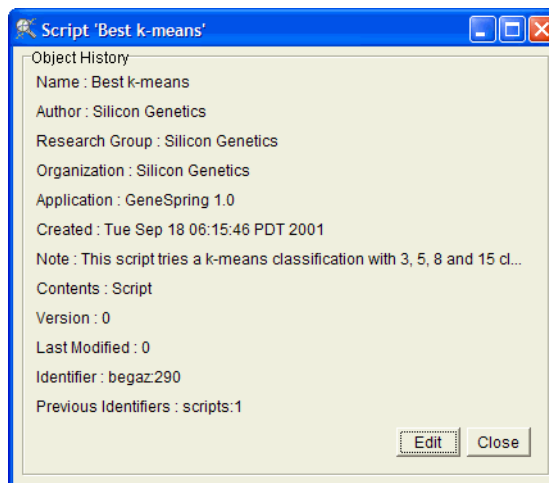 Script 'Best k-means'
Object History
Name : Best k-means
Author : Silicon Genetics
Research Group : Silicon Genetics
Organization : Silicon Genetics
Application : GeneSpring 1.0
Created : Tue Sep 18 06:15:46 PDT 2001
Note : This script tries a k-means classification with 3, 5, 8 and 15 cl...
Contents : Script
Version : 0
Last Modified : 0
Identifier : begaz:290
Previous Identifiers : scripts:1
Edit Close